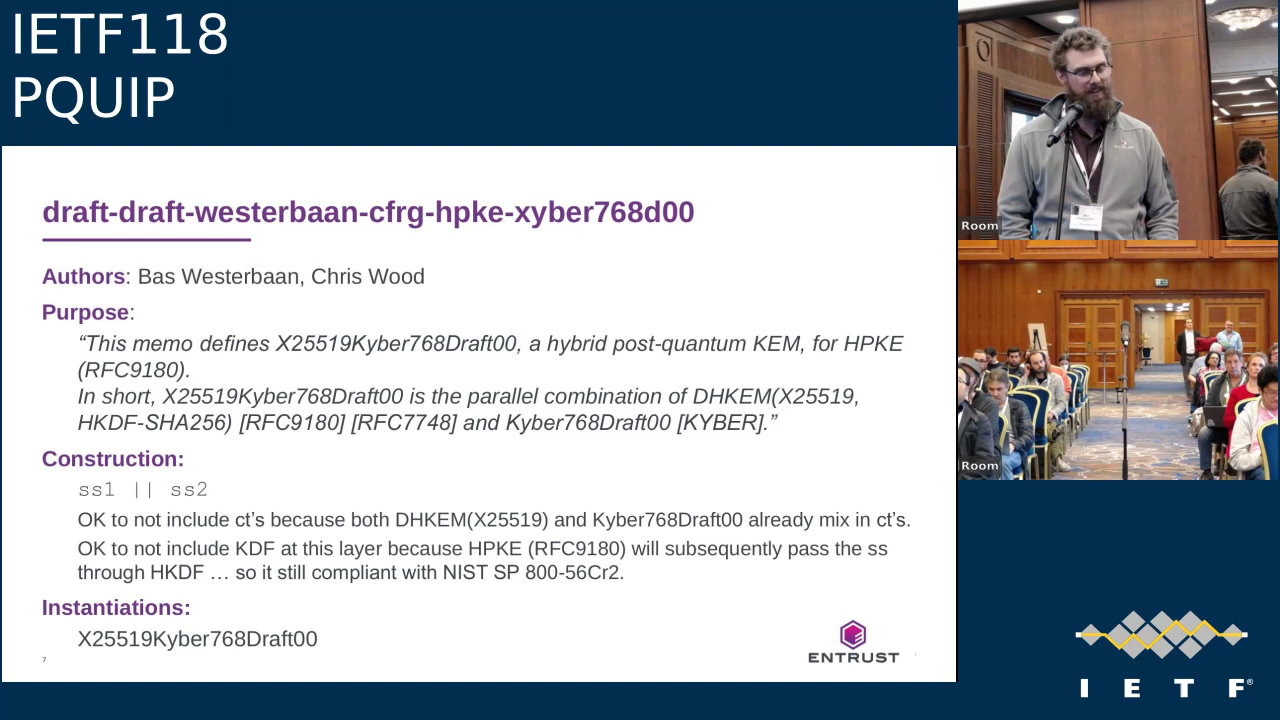 IETF118
PQUIP
draft-draft-westerbaan-cfrg-hpke-xyber768d00
Authors: Bas Westerbaan, Chris Wood
Purpose:
“This memo defines X25519Kyber768Draft00, a hybrid post-quantum KEM, for HPKE
(RFC9180).
In short, X25519Kyber768Draft00 is the parallel combination of DHKEM(X25519,
HKDF-SHA256) [RFC9180] [RFC7748] and Kyber768Draft00 [KYBER].”
Construction:
ss1 || ss2
OK to not include ct’s because both DHKEM(X25519) and Kyber768Draft00 already mix in ct’s.
OK to not include KDF at this layer because HPKE (RFC9180) will subsequently pass the ss
through HKDF … so it still compliant with NIST SP 800-56Cr2.
Instantiations:
X25519Kyber768Draft00
7
ENTRUST
Room
Room
I E T F®